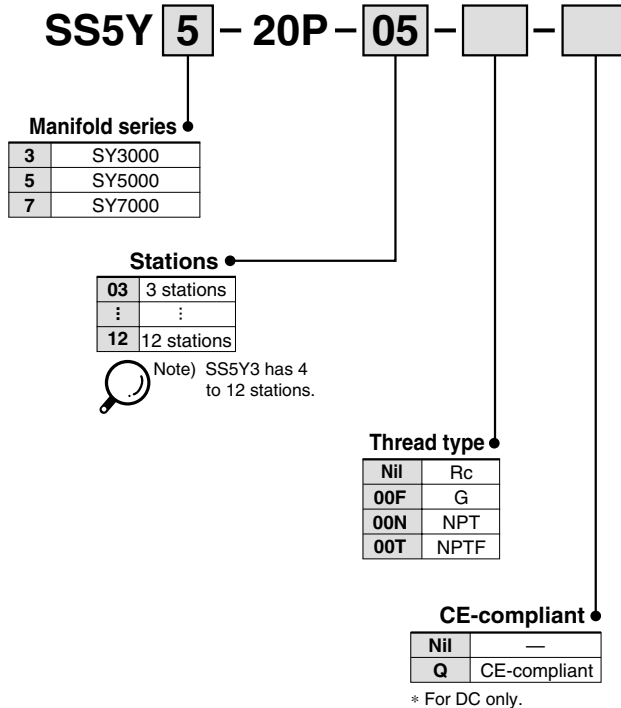 SS5Y 5 – 20P – 05 – –
Manifold series
3 SY3000
5 SY5000
7 SY7000
Stations
03 3 stations
⋮ ⋮
12 12 stations
Note) SS5Y3 has 4
to 12 stations.
Thread type
Nil Rc
00F G
00N NPT
00T NPTF
CE-compliant
Nil —
Q CE-compliant
∗ For DC only.